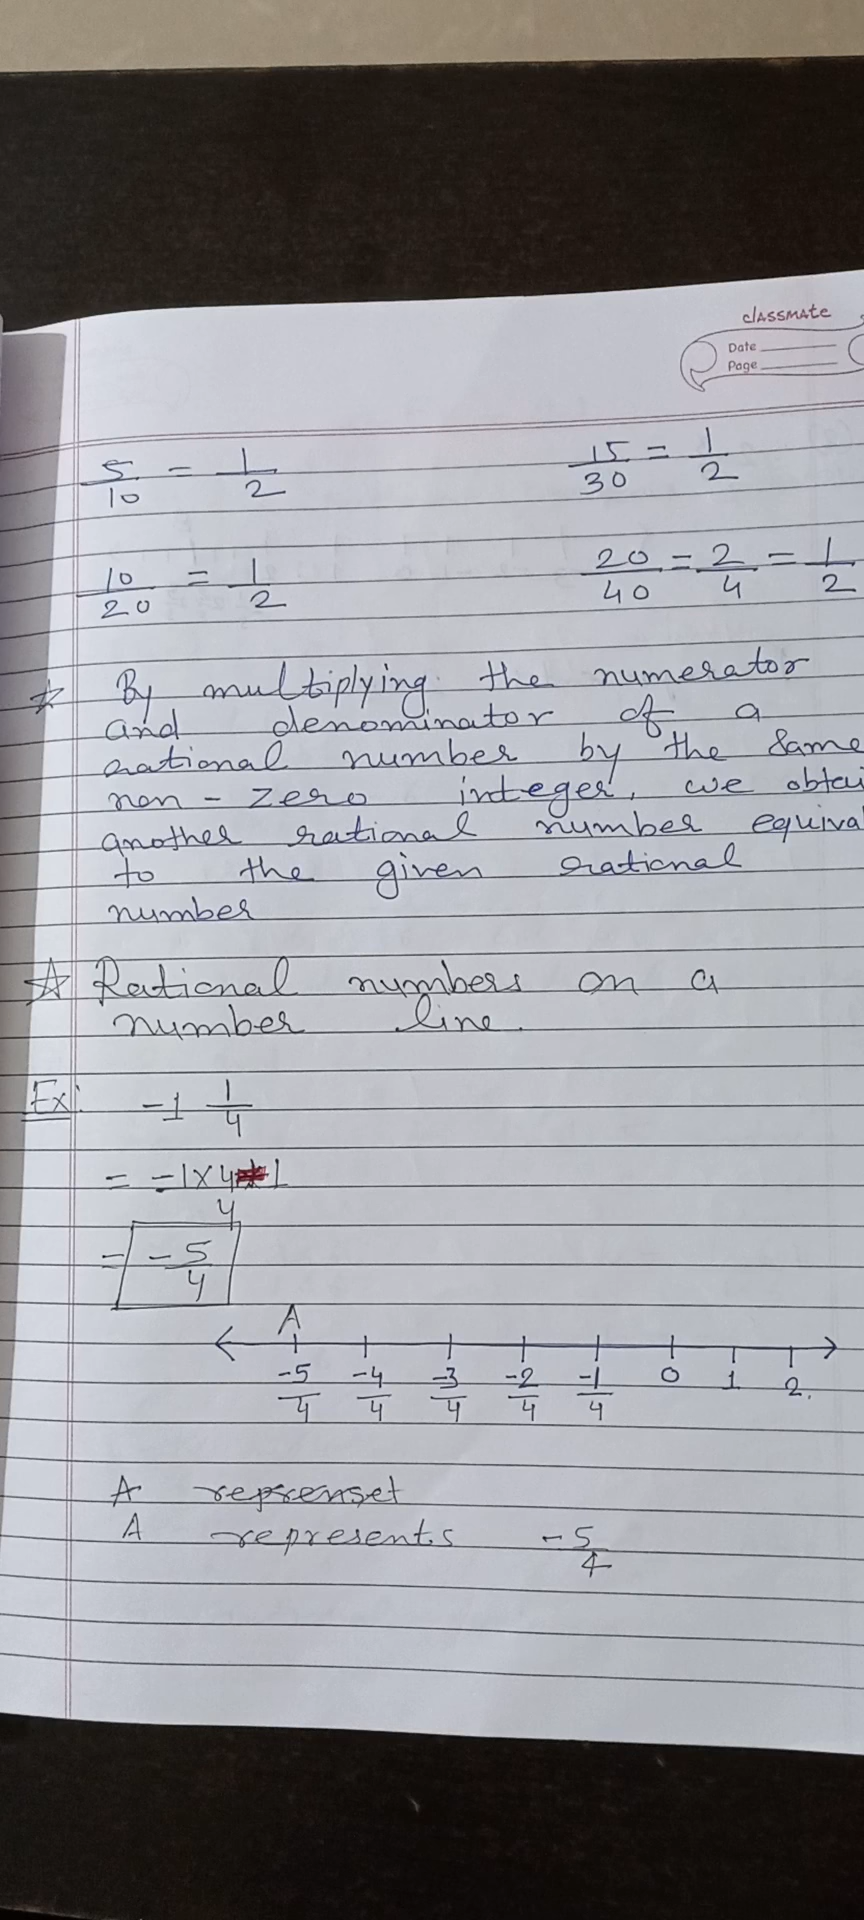 classmate
Date
Page
5/10 = 1/2
15/30 = 1/2
10/20 = 1/2
20/40 = 2/4 = 1/2
☆ By multiplying the numerator
and denominator of a
rational number by the same
non-zero integer, we obtai
another rational number equiva
to the given rational
number
☆ Rational numbers on a
number line.
Ex: -1 1/4
= -1×4 1/4
= -5/4
A
-5/4 -4/4 -3/4 -2/4 -1/4 0 1 2.
A reprenset
A represents -5/4